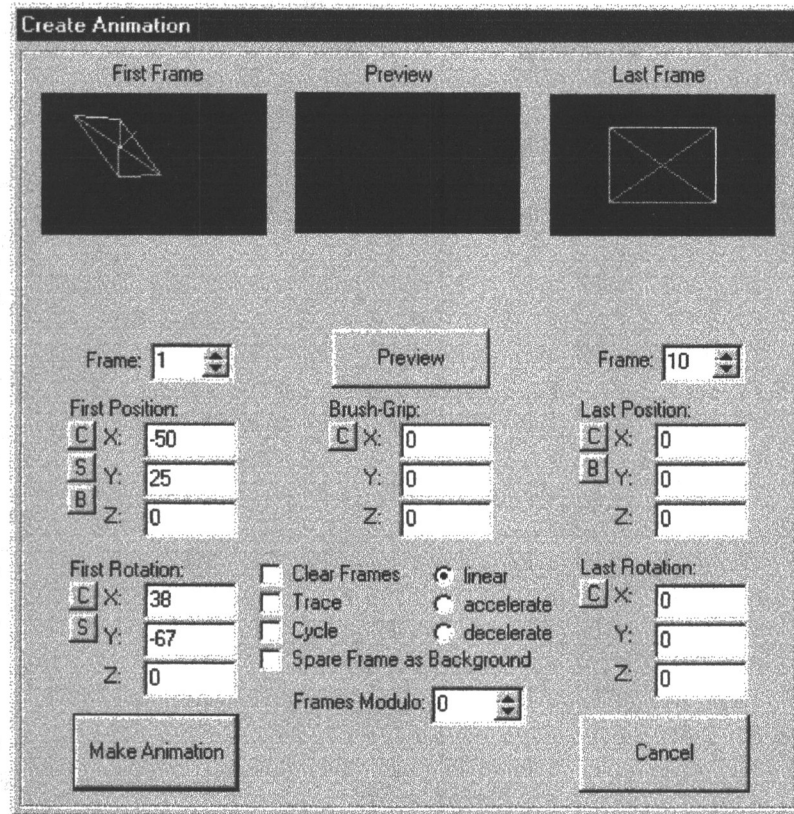 Create Animation
First Frame Preview Last Frame
Frame: 1 Preview Frame: 10
First Position: Brush-Grip: Last Position:
C X: -50 C X: 0 C X: 0
S Y: 25 Y: 0 B Y: 0
B Z: 0 Z: 0 Z: 0
First Rotation: Clear Frames linear Last Rotation:
C X: 38 Trace accelerate C X: 0
S Y: -67 Cycle decelerate Y: 0
Z: 0 Spare Frame as Background Z: 0
Frames Modulo: 0
Make Animation Cancel